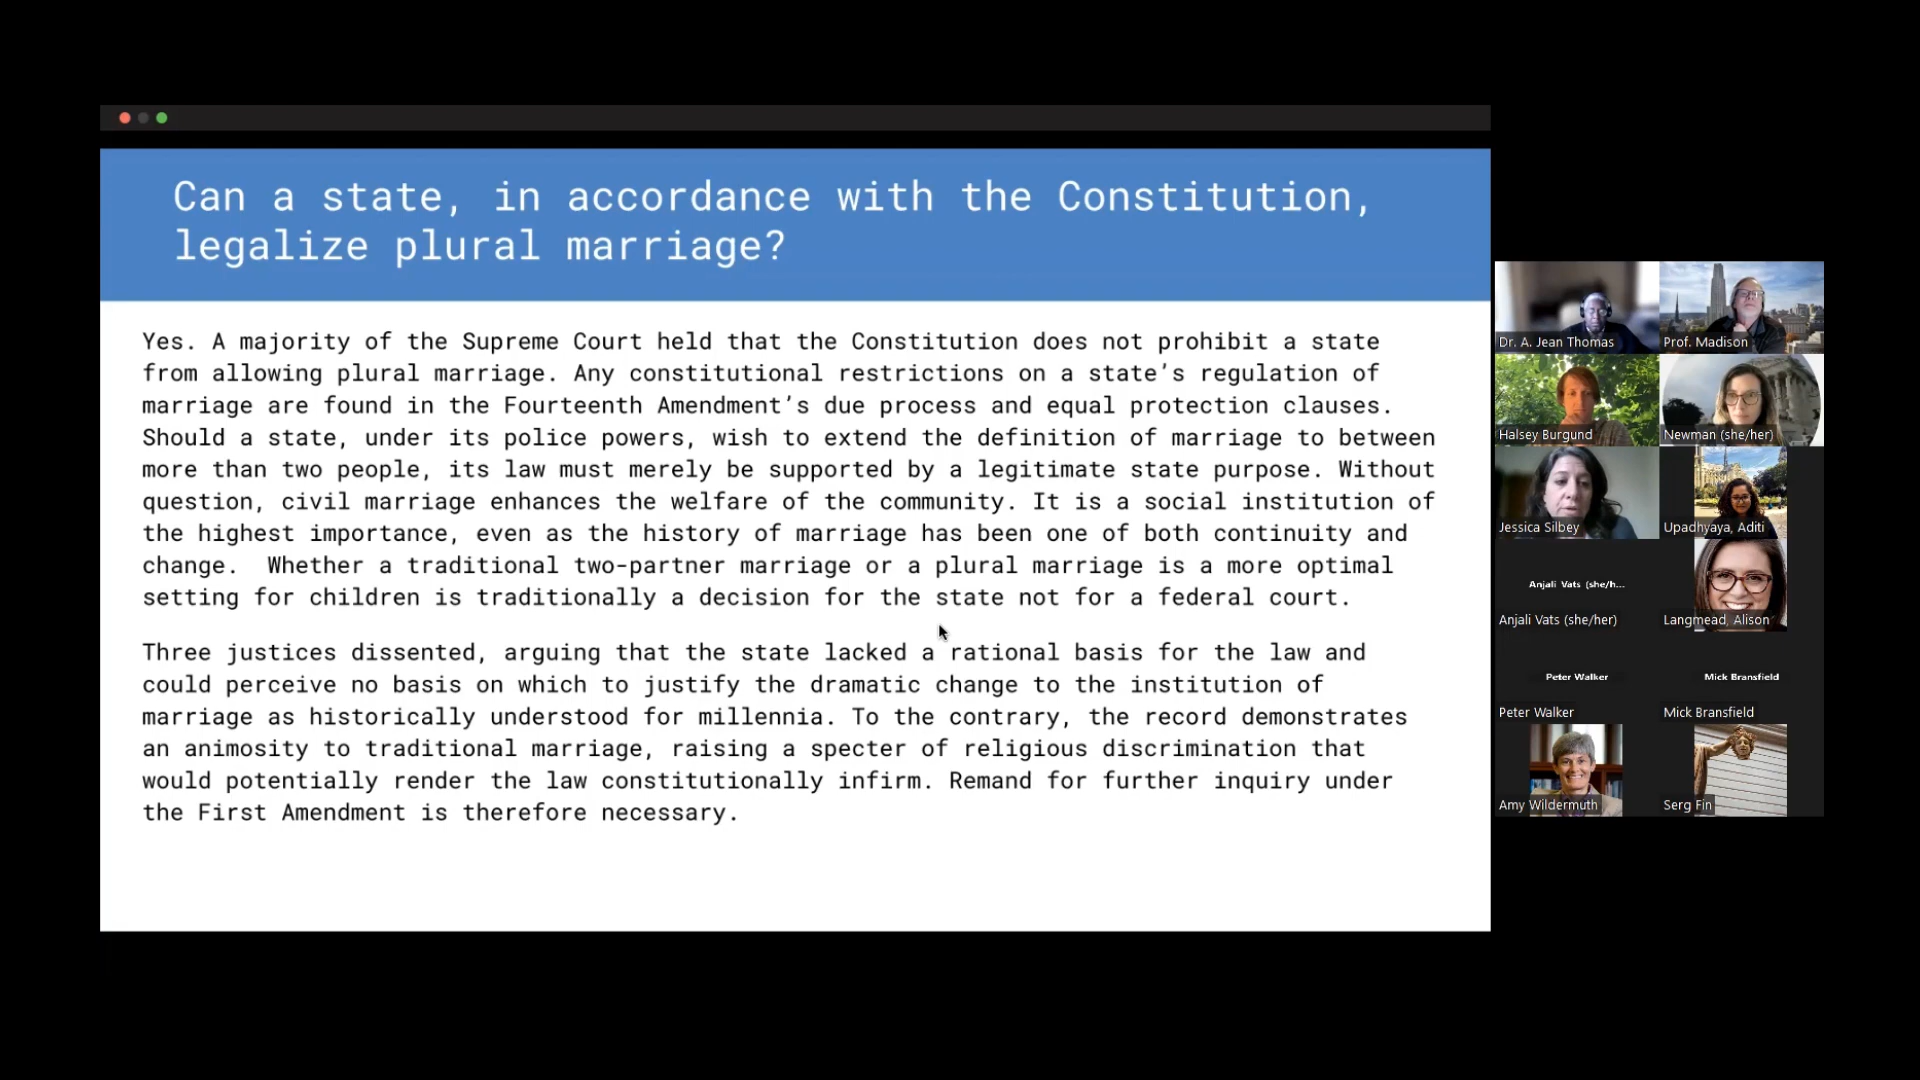 Can a state, in accordance with the Constitution,
legalize plural marriage?
Yes. A majority of the Supreme Court held that the Constitution does not prohibit a state
from allowing plural marriage. Any constitutional restrictions on a state’s regulation of
marriage are found in the Fourteenth Amendment’s due process and equal protection clauses.
Should a state, under its police powers, wish to extend the definition of marriage to between
more than two people, its law must merely be supported by a legitimate state purpose. Without
question, civil marriage enhances the welfare of the community. It is a social institution of
the highest importance, even as the history of marriage has been one of both continuity and
change.  Whether a traditional two-partner marriage or a plural marriage is a more optimal
setting for children is traditionally a decision for the state not for a federal court.
Three justices dissented, arguing that the state lacked a rational basis for the law and
could perceive no basis on which to justify the dramatic change to the institution of
marriage as historically understood for millennia. To the contrary, the record demonstrates
an animosity to traditional marriage, raising a specter of religious discrimination that
would potentially render the law constitutionally infirm. Remand for further inquiry under
the First Amendment is therefore necessary.
Dr. A. Jean Thomas
Prof. Madison
Halsey Burgund
Newman (she/her)
Jessica Silbey
Upadhyaya, Aditi
Anjali Vats (she/h...
Anjali Vats (she/her)
Langmead, Alison
Peter Walker
Mick Bransfield
Peter Walker
Mick Bransfield
Amy Wildermuth
Serg Fin